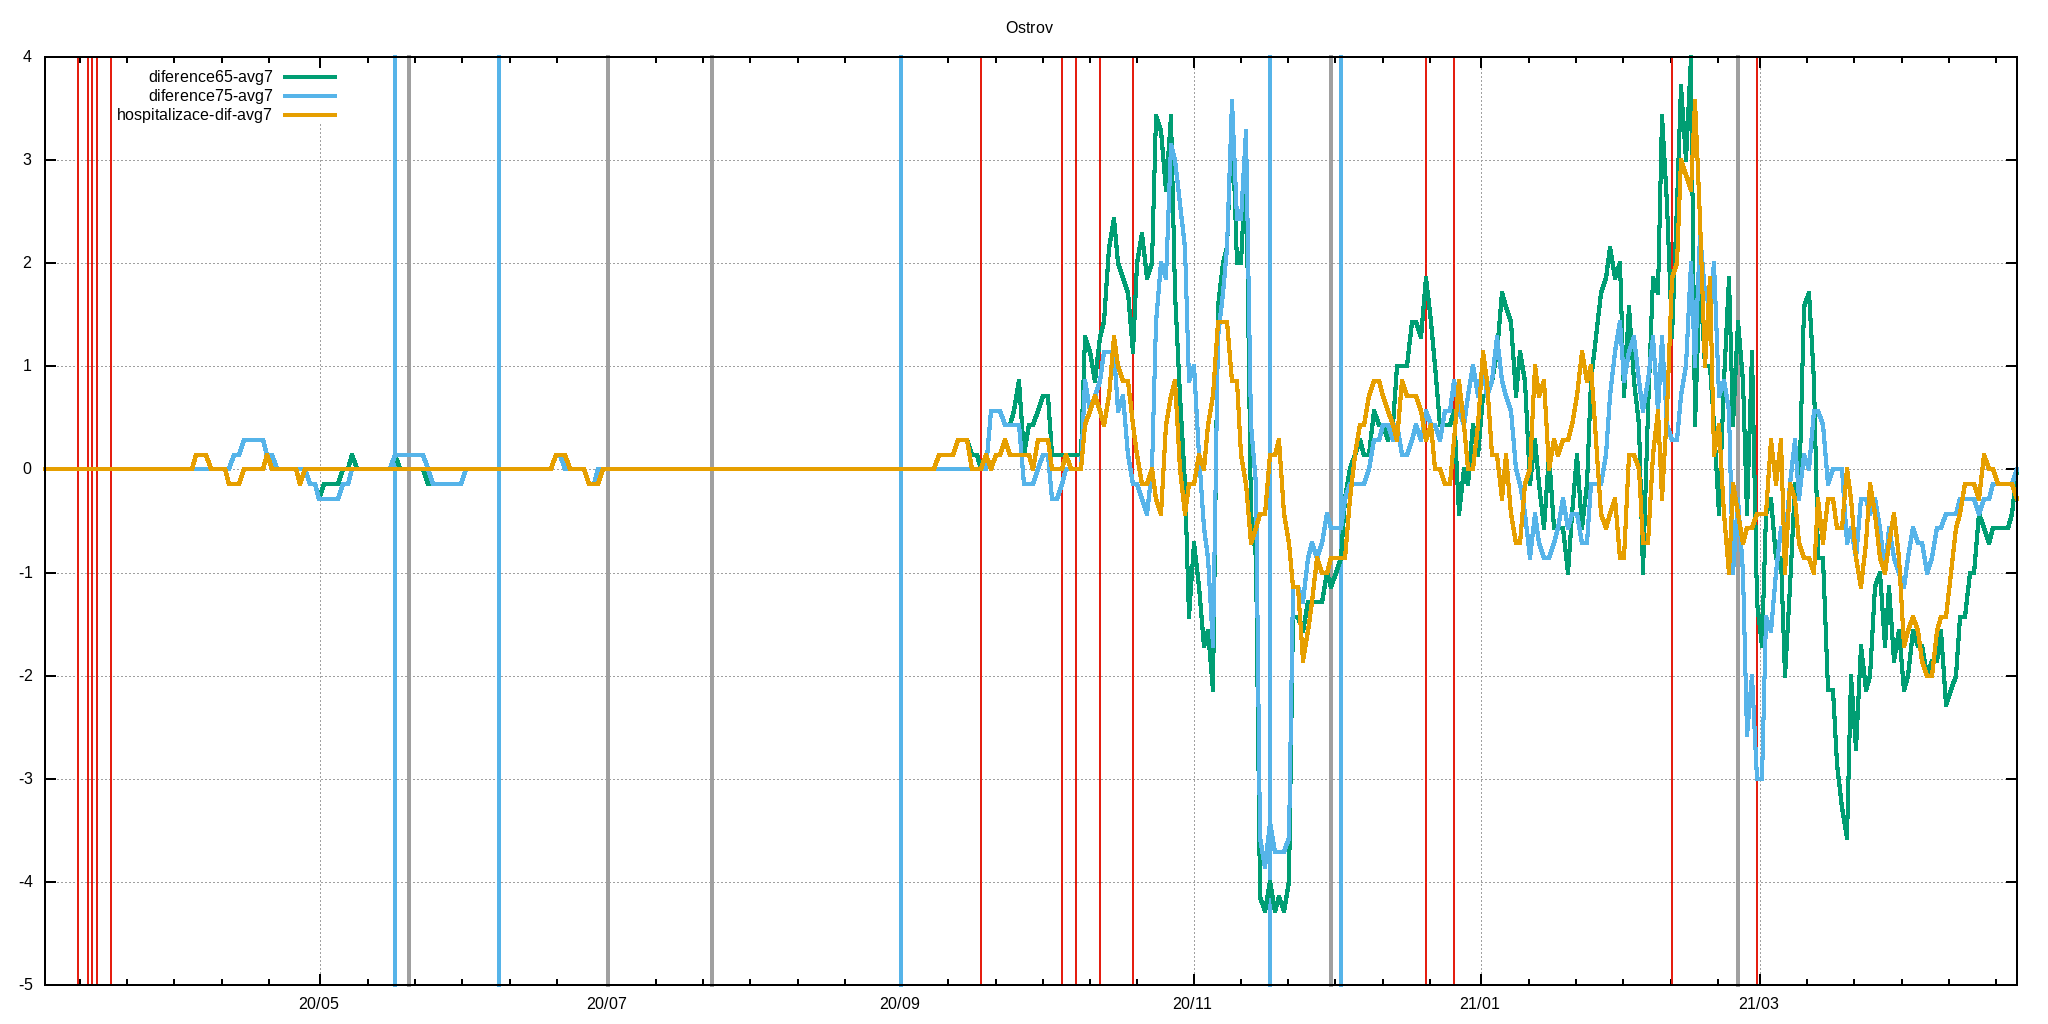 Ostrov
4
diference65-avg7
diference75-avg7
hospitalizace-dif-avg7
3
2
1
0
-1
-2
-3
-4
-5
20/05 20/07 20/09 20/11 21/01 21/03